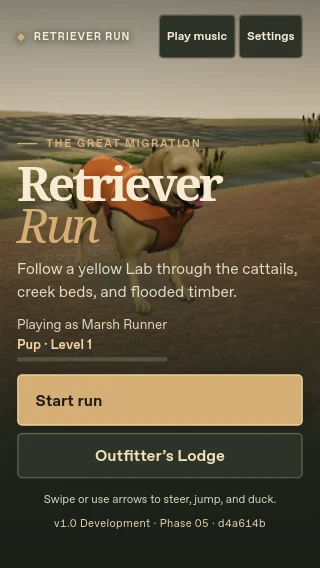 RETRIEVER RUN
Play music
Settings
THE GREAT MIGRATION
Retriever
Run
Follow a yellow Lab through the cattails,
creek beds, and flooded timber.
Playing as Marsh Runner
Pup · Level 1
Start run
Outfitter’s Lodge
Swipe or use arrows to steer, jump, and duck.
v1.0 Development · Phase 05 · d4a614b